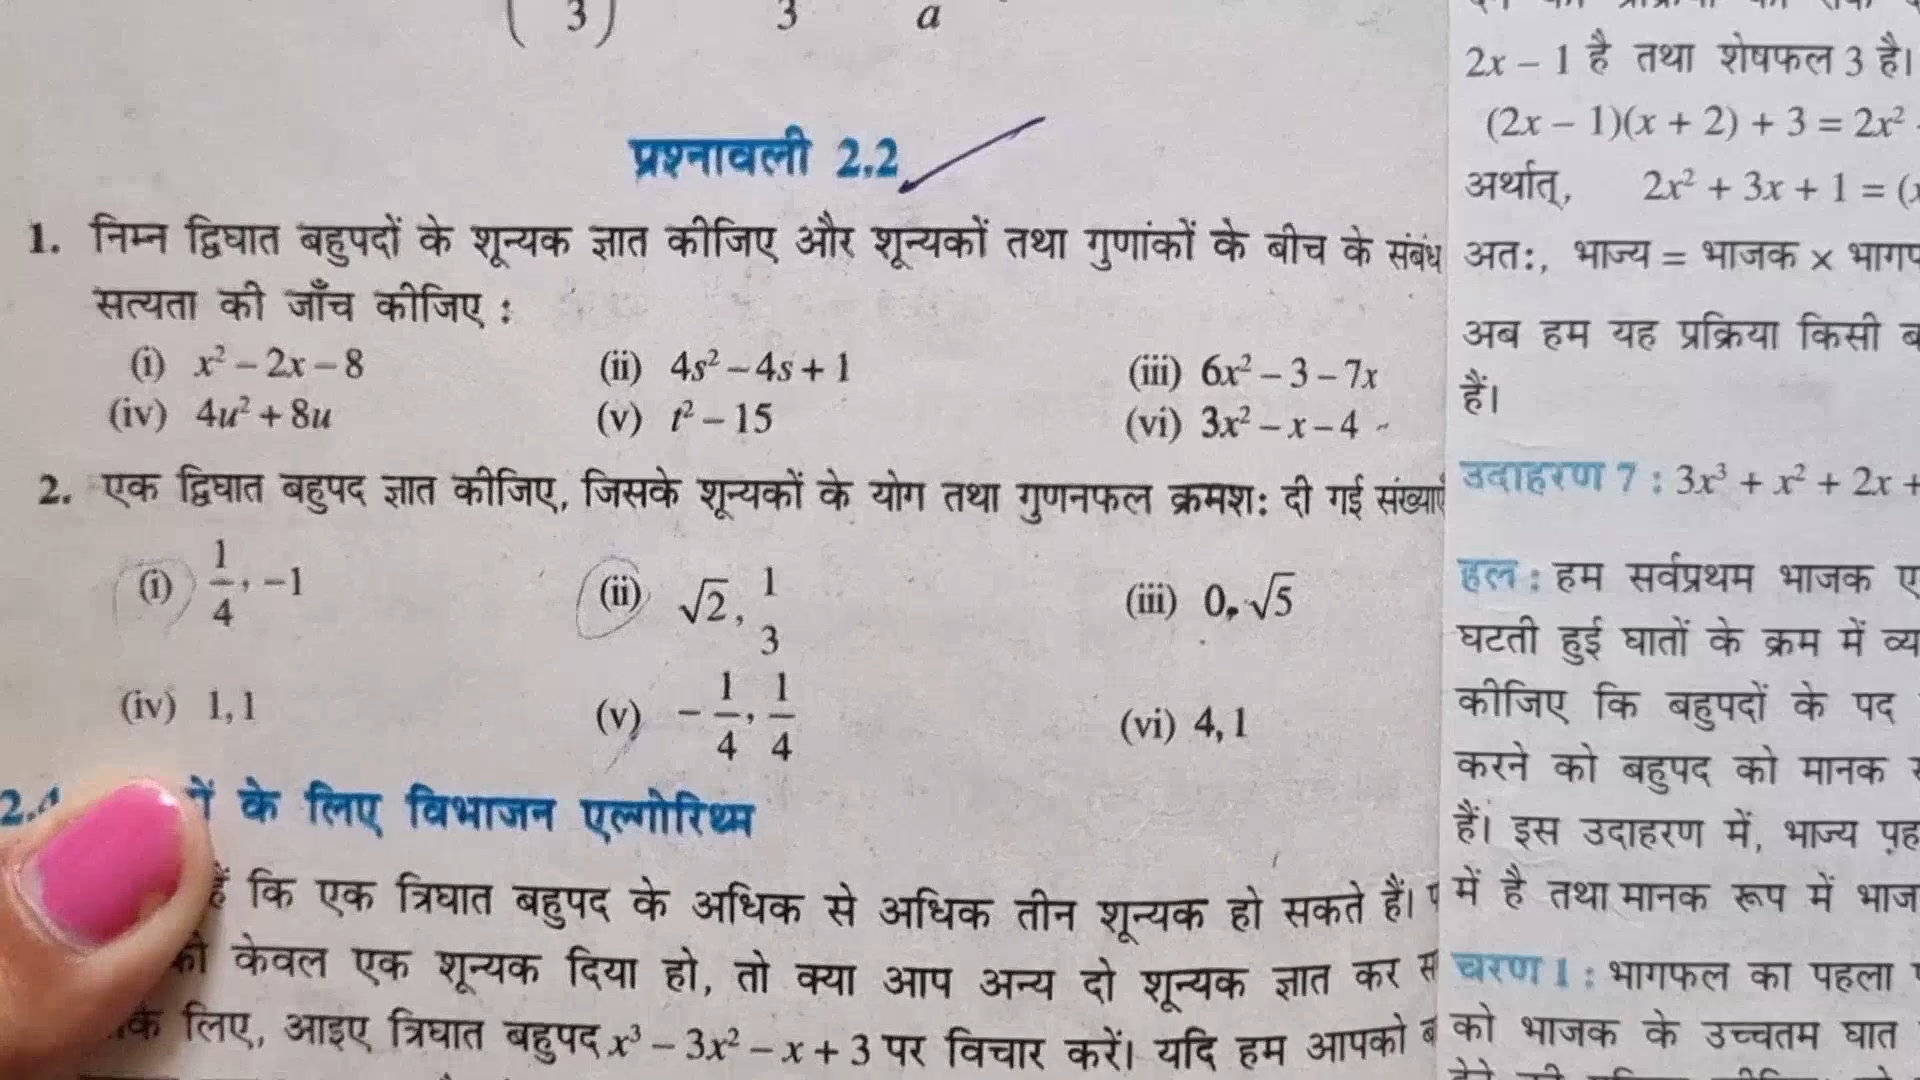 3 3 a
प्रश्नावली 2.2
1. निम्न द्विघात बहुपदों के शून्यक ज्ञात कीजिए और शून्यकों तथा गुणांकों के बीच के संबंध
सत्यता की जाँच कीजिए :
(i) x² – 2x – 8 (ii) 4s² – 4s + 1 (iii) 6x² – 3 – 7x
(iv) 4u² + 8u (v) t² – 15 (vi) 3x² – x – 4
2. एक द्विघात बहुपद ज्ञात कीजिए, जिसके शून्यकों के योग तथा गुणनफल क्रमश: दी गई
(i) 1/4, –1 (ii) √2, 1/3 (iii) 0, √5
(iv) 1, 1 (v) –1/4, 1/4 (vi) 4, 1
के लिए विभाजन एल्गोरिथ्म
हैं कि एक त्रिघात बहुपद के अधिक से अधिक तीन शून्यक हो सकते हैं।
को केवल एक शून्यक दिया हो, तो क्या आप अन्य दो शून्यक ज्ञात कर
लिए, आइए त्रिघात बहुपद x³ – 3x² – x + 3 पर विचार करें। यदि हम आपको
2x – 1 है तथा शेषफल 3 है।
(2x – 1)(x + 2) + 3 = 2x²
अर्थात्, 2x² + 3x + 1 = (
अत:, भाज्य = भाजक ×
अब हम यह प्रक्रिया किसी
हैं।
उदाहरण 7 : 3x³ + x² + 2x +
हल : हम सर्वप्रथम भाजक
घटती हुई घातों के क्रम में
कीजिए कि बहुपदों के पद
करने को बहुपद को मानक
हैं। इस उदाहरण में, भाज्य
में है तथा मानक रूप में
चरण 1 : भागफल का पहला
को भाजक के उच्चतम घात